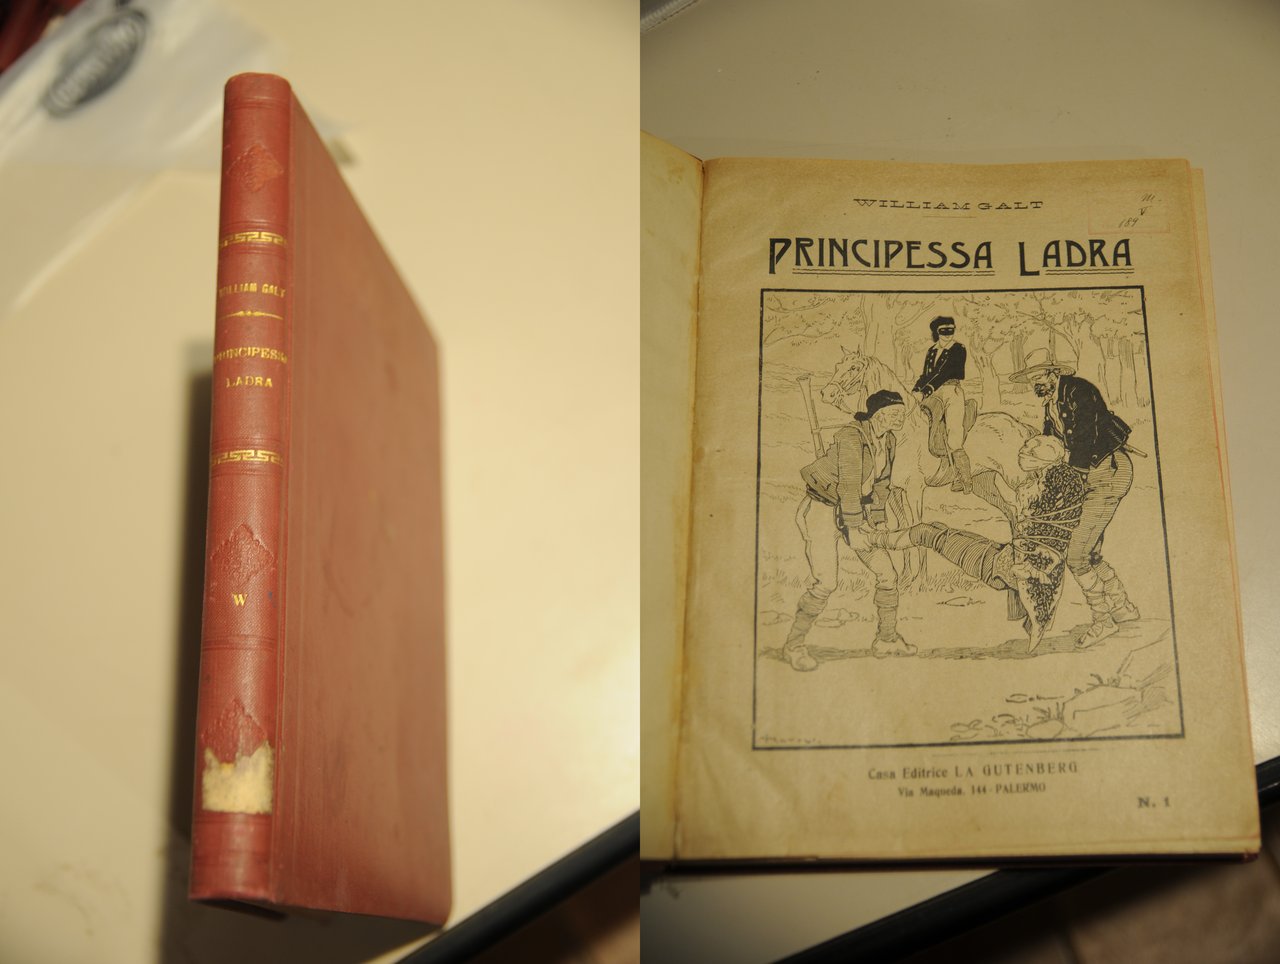 WILLIAM GALT
PRINCIPESSA
LADRA
W
WILLIAM GALT
PRINCIPESSA LADRA
Casa Editrice LA GUTENBERG
Via Maqueda, 144 - PALERMO
N. 1